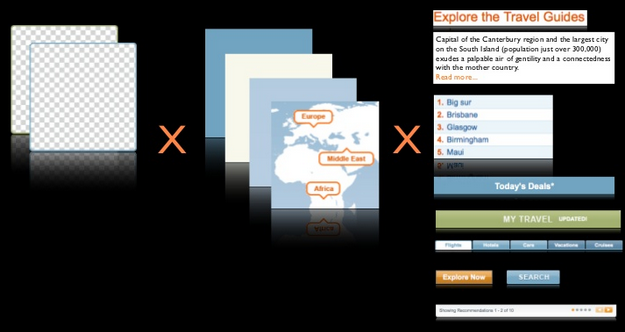 Explore the Travel Guides
Capital of the Canterbury region and the largest city
on the South Island (population just over 300,000)
exudes a palpable air of gentility and a connectedness
with the mother country.
Read more...
Europe
Middle East
Africa
X
X
1. Big sur
2. Brisbane
3. Glasgow
4. Birmingham
5. Maui
Today's Deals*
MY TRAVEL UPDATED!
Flights Hotels Cars Vacations Cruises
Explore Now SEARCH
Showing Recommendations 1 - 2 of 10